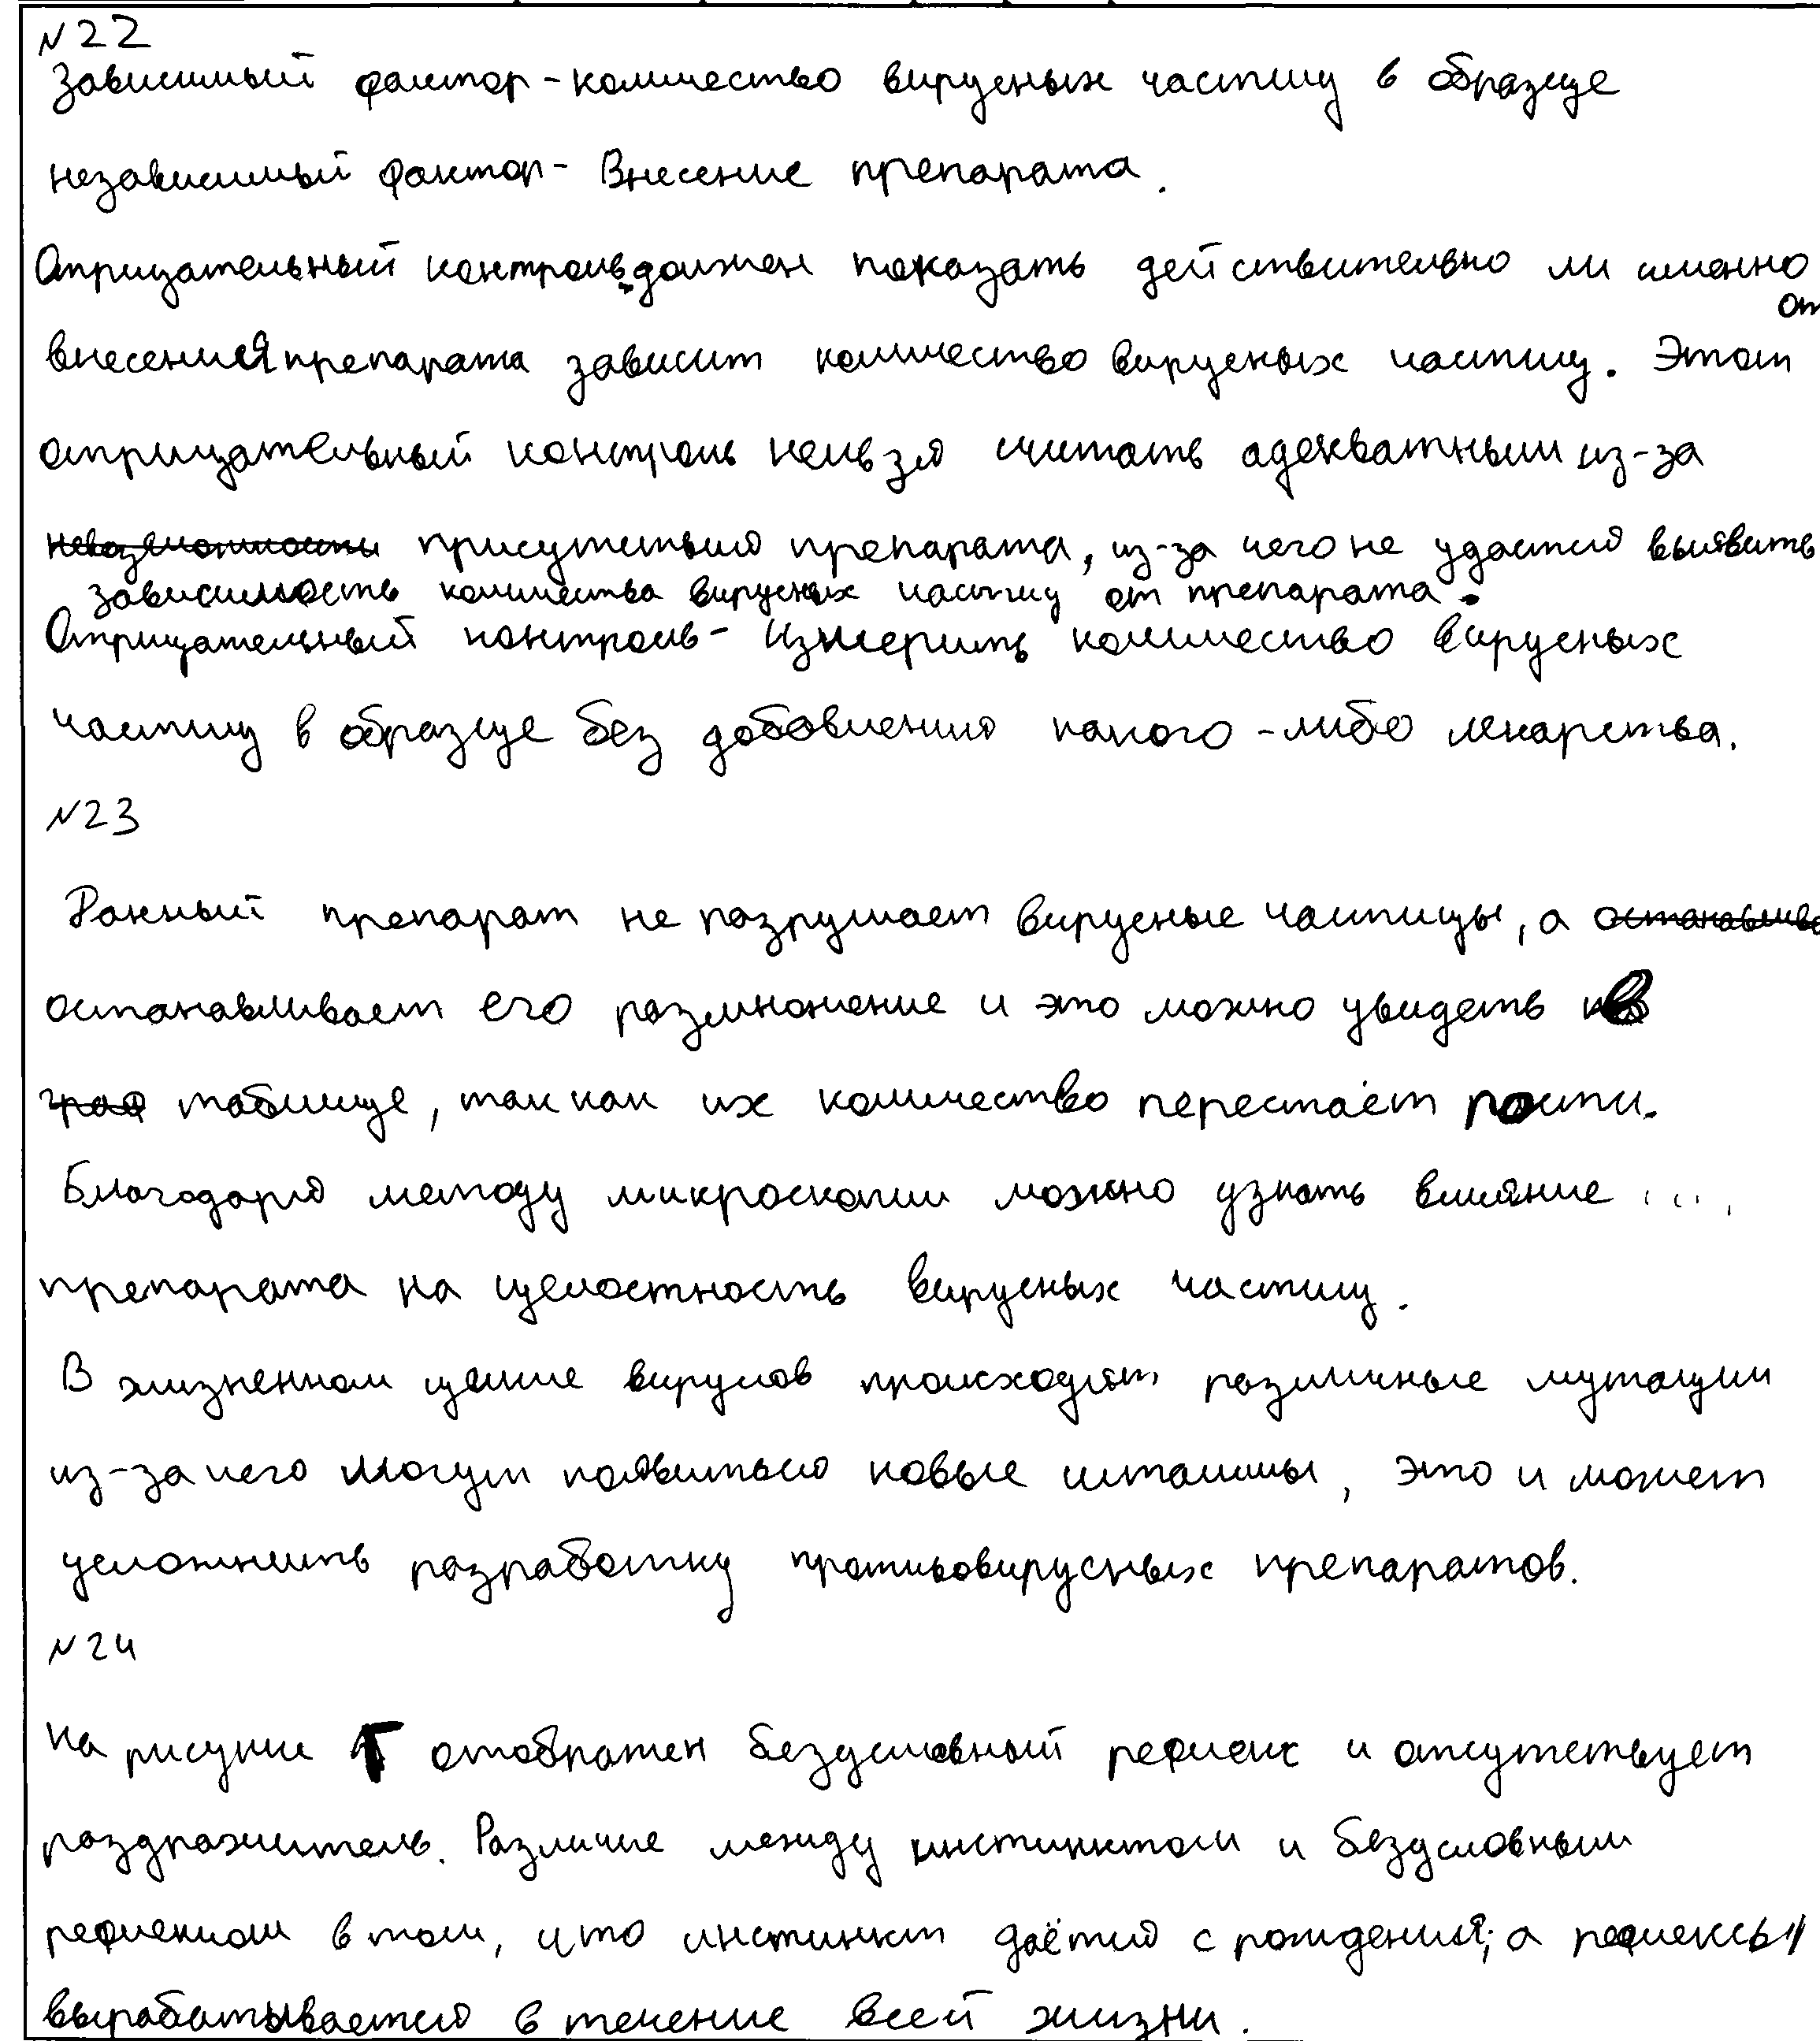 №22
Зависимый фактор - количество вирусных частиц в образце
независимый фактор - Внесение препарата.
Отрицательный контроль должен показать действительно ли именно
от
внесения препарата зависит количество вирусных частиц. Этот
отрицательный контроль нельзя считать адекватным из-за
невозможности присутствия препарата, из-за чего не удастся выявить
зависимость количества вирусных частиц от препарата.
Отрицательный контроль - Измерить количество вирусных
частиц в образце без добавления какого-либо лекарства.
№23
Данный препарат не разрушает вирусные частицы, а останавлива
останавливает его размножение и это можно увидеть в
граф таблице, так как их количество перестаёт расти.
Благодаря методу микроскопии можно узнать влияние ....
препарата на целостность вирусных частиц.
В жизненном цикле вирусов происходят различные мутации
из-за чего могут появиться новые штаммы, это и может
усложнить разработку противовирусных препаратов.
№24
На рисунке Г отображен безусловный рефлекс и отсутствует
раздражитель. Различие между инстинктом и безусловным
рефлексом в том, что инстинкт даётся с рождения, а рефлексы
вырабатывается в течение всей жизни.